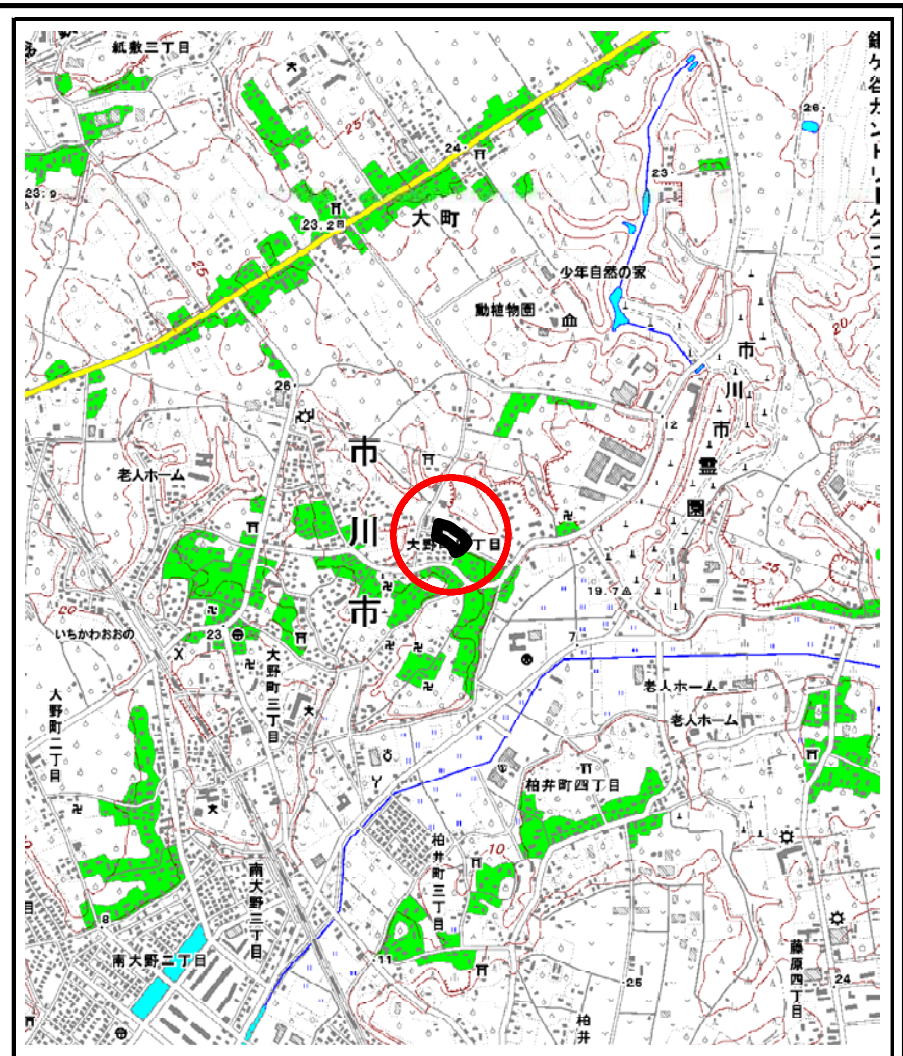 紙敷三丁目
鎌ヶ谷カントリークラブ
25
26
24
23
23.9
大町
23.2
25
少年自然の家
動植物園
20
市川市霊園
26
12
市川市
老人ホーム
大野町 丁目
25
19.7
20
いちかわおおの
23
7
大野町三丁目
老人ホーム
大野町二丁目
老人ホーム
柏井町四丁目
柏井町三丁目
10
南大野三丁目
8
目
南大野二丁目
11
藤原四丁目
25
24
柏井